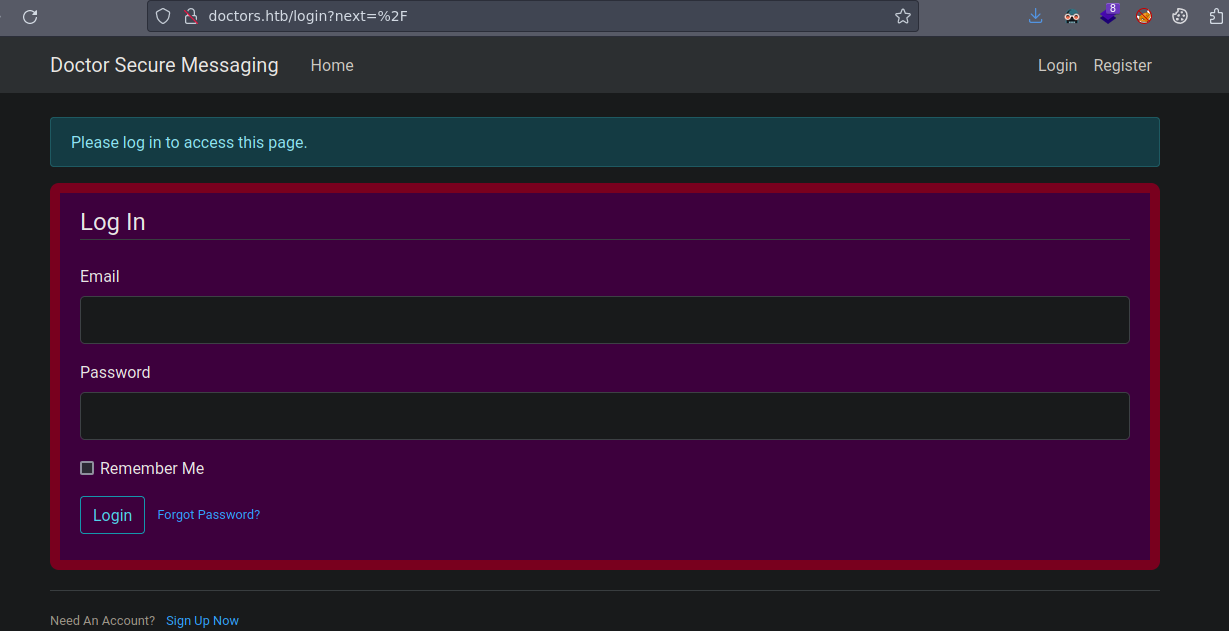 doctors.htb/login?next=%2F
8
Doctor Secure Messaging Home Login Register
Please log in to access this page.
Log In
Email
Password
Remember Me
Login Forgot Password?
Need An Account? Sign Up Now